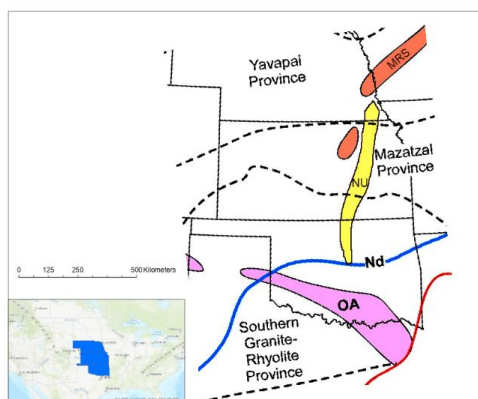 Yavapai
Province
MRS
Mazatzal
Province
NU
Nd
0 125 250 500 Kilometers
OA
Southern
Granite-
Rhyolite
Province